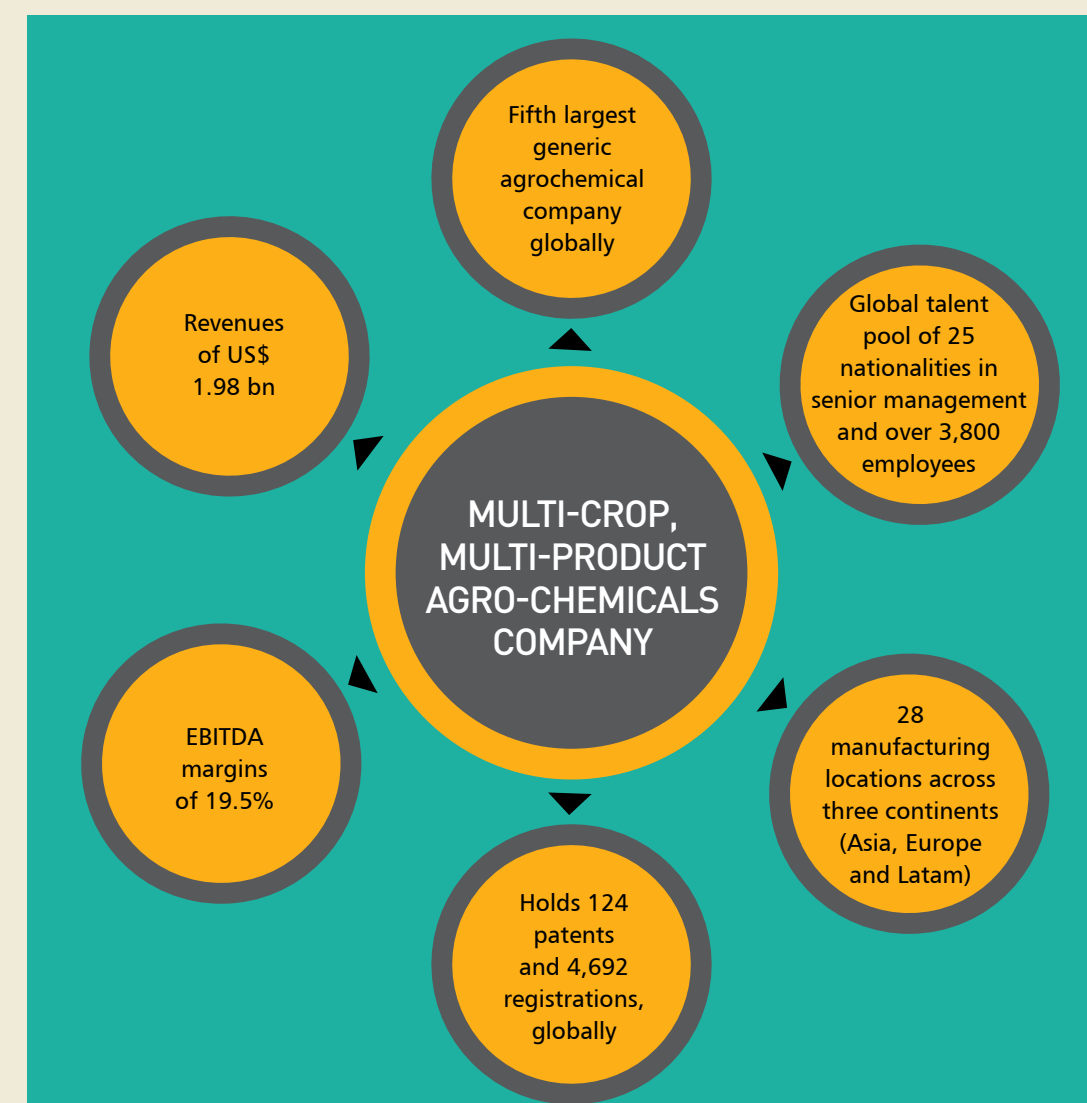 Fifth largest
generic
agrochemical
company
globally
Revenues
of US$
1.98 bn
Global talent
pool of 25
nationalities in
senior management
and over 3,800
employees
MULTI-CROP,
MULTI-PRODUCT
AGRO-CHEMICALS
COMPANY
EBITDA
margins
of 19.5%
28
manufacturing
locations across
three continents
(Asia, Europe
and Latam)
Holds 124
patents
and 4,692
registrations,
globally